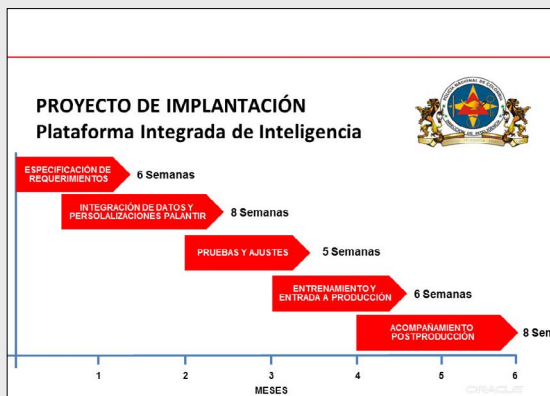 PROYECTO DE IMPLANTACIÓN
Plataforma Integrada de Inteligencia
ESPECIFICACIÓN DE
REQUERIMIENTOS
6 Semanas
INTEGRACIÓN DE DATOS Y
PERSOLALIZACIONES PALANTIR
8 Semanas
PRUEBAS Y AJUSTES
5 Semanas
ENTRENAMIENTO Y
ENTRADA A PRODUCCIÓN
6 Semanas
ACOMPAÑAMIENTO
POSTPRODUCCIÓN
8 Sem
1 2 3 4 5 6
MESES
ORACLE